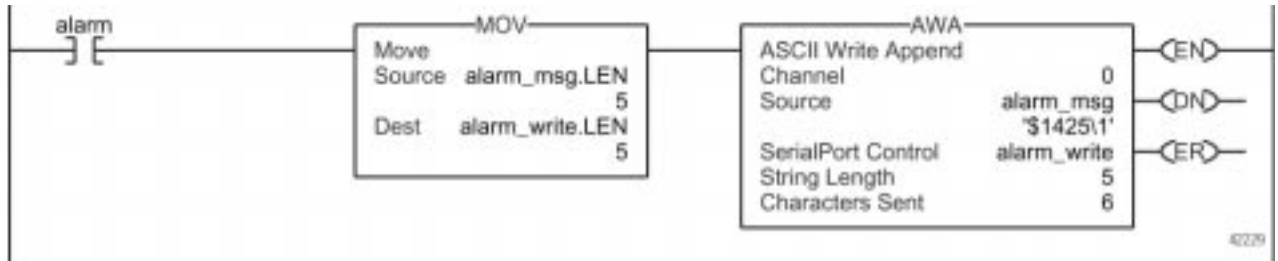 alarm
MOV
Move
Source alarm_msg.LEN
5
Dest alarm_write.LEN
5
AWA
ASCII Write Append
Channel 0
Source alarm_msg
'$1425\1'
SerialPort Control alarm_write
String Length 5
Characters Sent 6
EN
DN
ER
42229